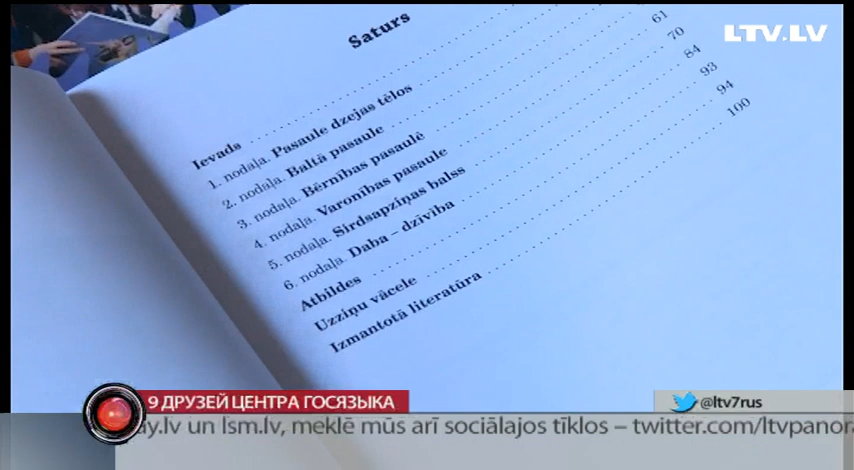 LTV.LV
Saturs
Ievads
1. nodaļa. Pasaule dzejas tēlos
2. nodaļa. Baltā pasaule
3. nodaļa. Bērnības pasaulē
4. nodaļa. Varonības pasaule 61
5. nodaļa. Sirdsapziņas balss 70
6. nodaļa. Daba – dzīvība 84
Atbildes 93
Uzziņu vācele 94
Izmantotā literatūra 100
9 ДРУЗЕЙ ЦЕНТРА ГОСЯЗЫКА
@ltv7rus
ay.lv un lsm.lv, meklē mūs arī sociālajos tīklos – twitter.com/ltvpanora